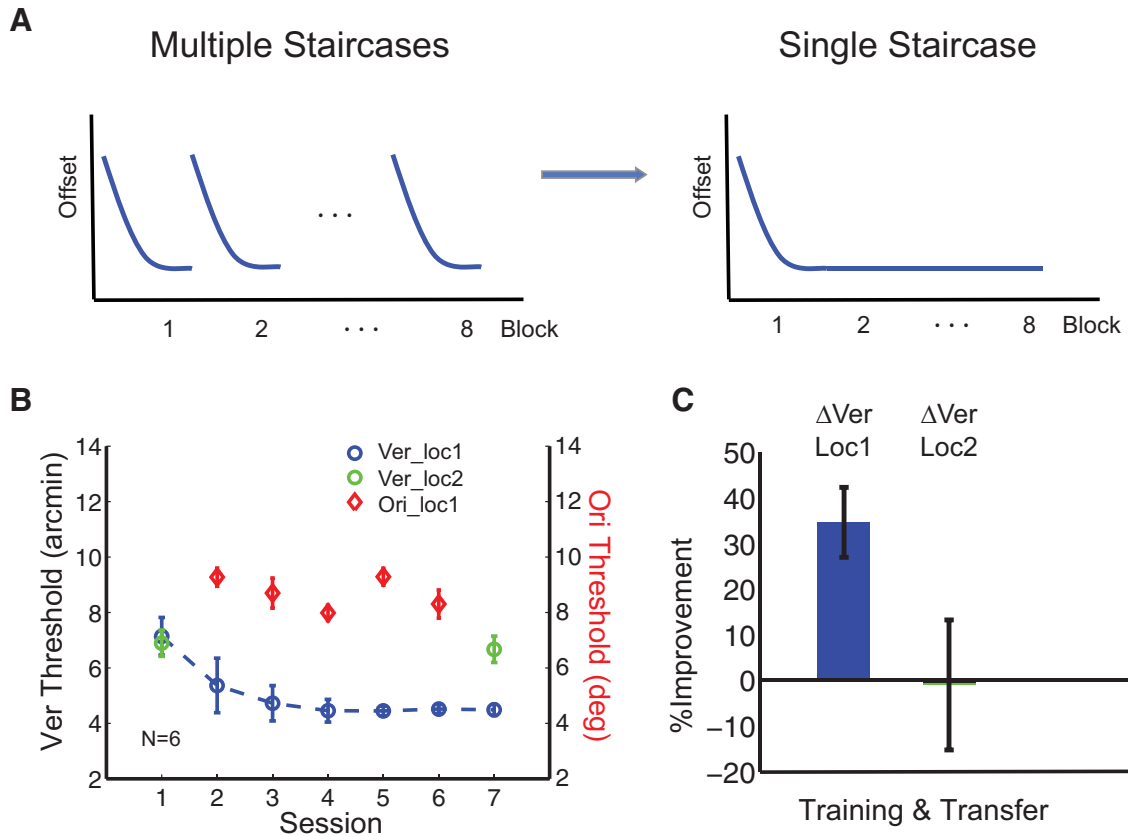 A
Multiple Staircases
Single Staircase
Offset
1 2 · · · 8 Block
· · ·
Offset
1 2 · · · 8 Block
B
Ver Threshold (arcmin)
14
12
10
8
6
4
2
Ver_loc1
Ver_loc2
Ori_loc1
N=6
1 2 3 4 5 6 7
Session
14
12
10
8
6
4
2
Ori Threshold (deg)
C
ΔVer ΔVer
Loc1 Loc2
%Improvement
50
40
30
20
10
0
−10
−20
Training & Transfer